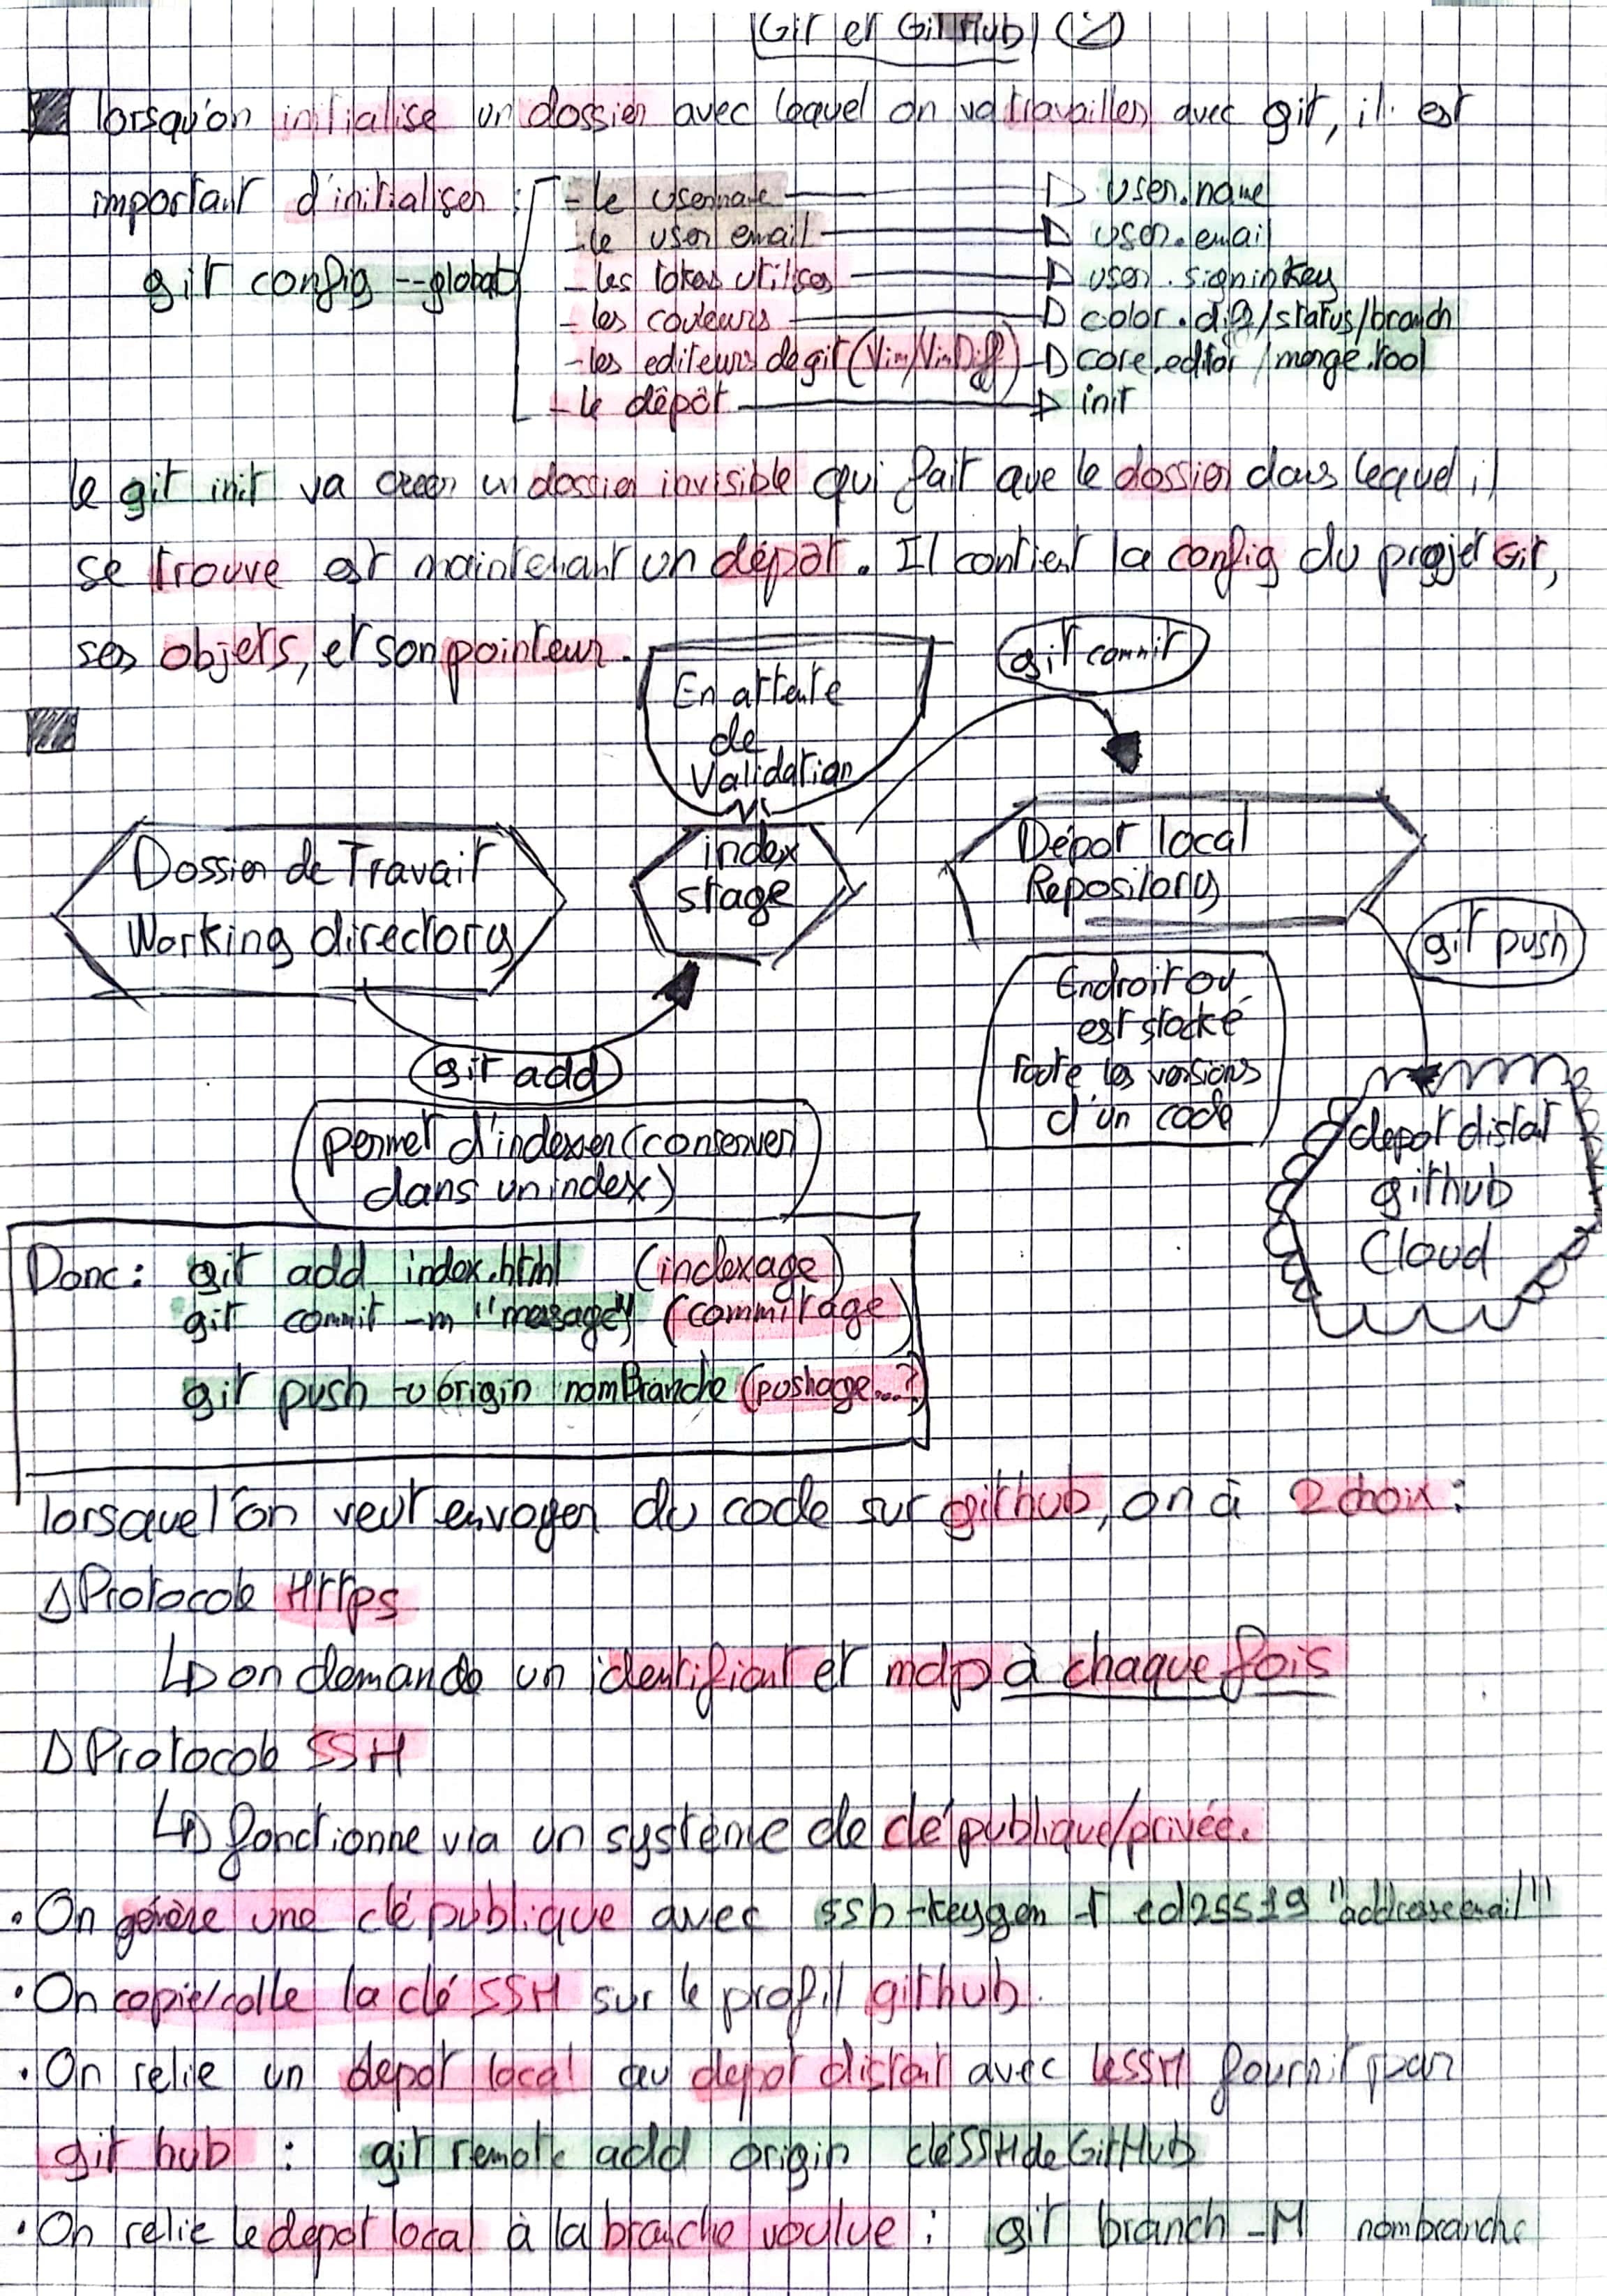 Git et GitHub (2)
lorsqu'on initialise un dossier avec lequel on va travailler avec git, il est
important d'initialiser :
- le username → user.name
- le user email → user.email
git config --global
- les tokes utilises → user.signinkey
- les couleurs → color.diff/status/branch
- les editeurs de git (Vim/VimDiff) → core.editor/merge.tool
- le dêpôt → init
le git init va creer un dossier invisible qui fait que le dossier dans lequel il
se trouve est maintenant un dépôt. Il contient la config du projet Git,
ses objets, et son pointeur.
git commit
En attente
de
Validation
Dossier de Travail
Working directory
index
stage
Dépot local
Repository
git push
Endroit ou
est stocké
toute les versions
d'un code
git add
permet d'indexer (conserver
dans un index)
depot distat
github
Cloud
Donc: git add index.html (indexage)
git commit -m "message" (commitage)
git push -u origin nomBranche (pushage...?)
lorsque l'on veut envoyer du code sur github, on à 2 choix :
Protocole Https
on demande un identifiant et mdp à chaque fois
Protocole SSH
fonctionne via un système de clé publique/privée.
• On génère une clé publique avec ssh-keygen -t ed25519 "addresse email"
• On copie/colle la clé SSH sur le profil github.
• On relie un depot local au depot distant avec le SSH fournit par
git hub : git remote add origin cléSSHdeGitHub
• On relie le depot local à la branche voulue : git branch -M nombranche